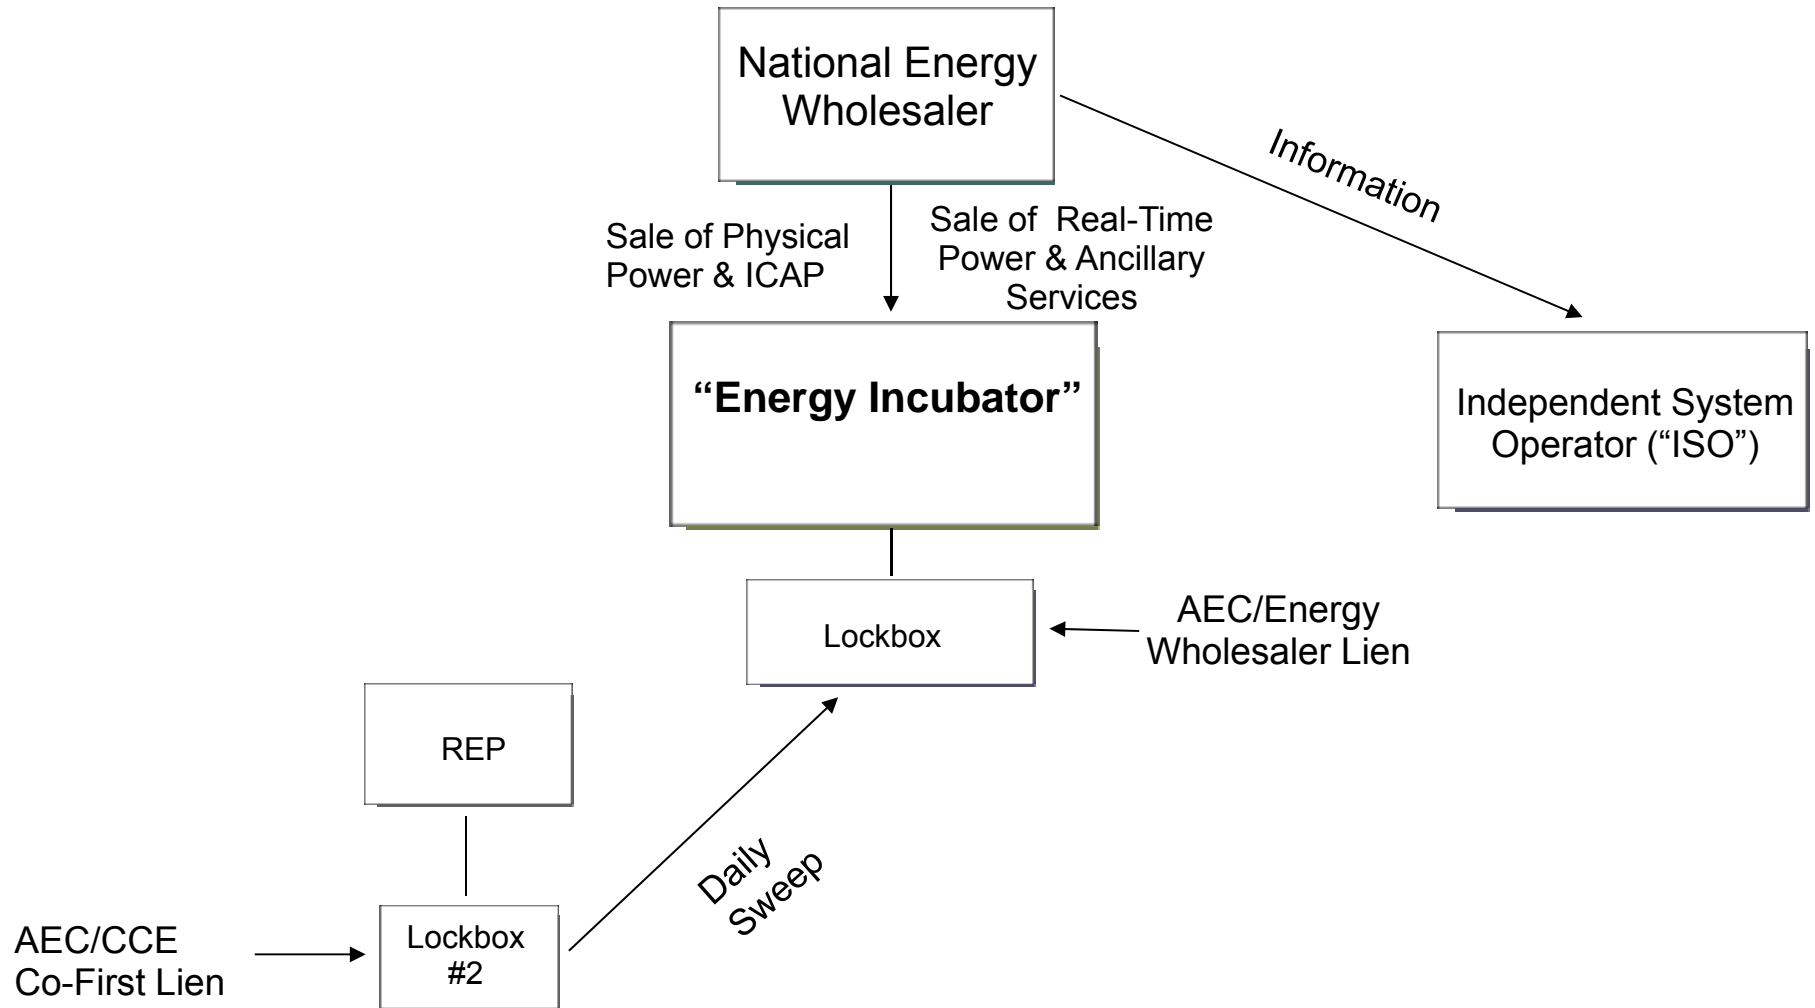 National Energy
Wholesaler
Information
Sale of Physical
Power & ICAP
Sale of Real-Time
Power & Ancillary
Services
“Energy Incubator”
Independent System
Operator (“ISO”)
Lockbox
AEC/Energy
Wholesaler Lien
REP
Daily
Sweep
Lockbox
#2
AEC/CCE
Co-First Lien